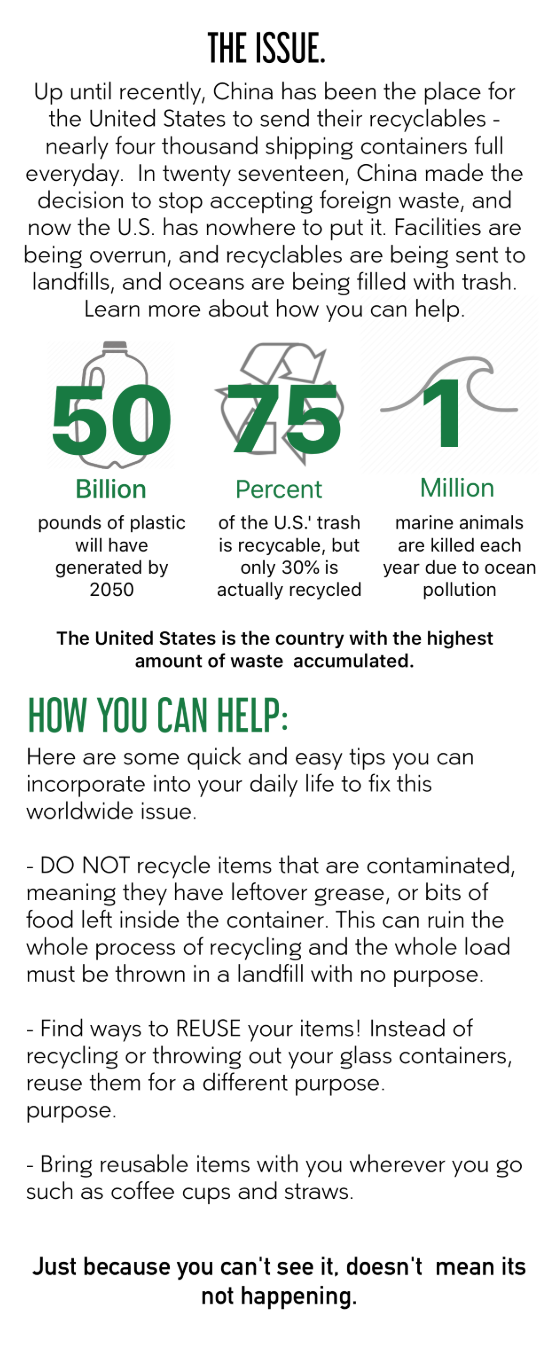 THE ISSUE.
Up until recently, China has been the place for
the United States to send their recyclables -
nearly four thousand shipping containers full
everyday.  In twenty seventeen, China made the
decision to stop accepting foreign waste, and
now the U.S. has nowhere to put it. Facilities are
being overrun, and recyclables are being sent to
landfills, and oceans are being filled with trash.
Learn more about how you can help.
50
Billion
pounds of plastic
will have
generated by
2050
75
Percent
of the U.S.' trash
is recycable, but
only 30% is
actually recycled
1
Million
marine animals
are killed each
year due to ocean
pollution
The United States is the country with the highest
amount of waste  accumulated.
HOW YOU CAN HELP:
Here are some quick and easy tips you can
incorporate into your daily life to fix this
worldwide issue.
- DO NOT recycle items that are contaminated,
meaning they have leftover grease, or bits of
food left inside the container. This can ruin the
whole process of recycling and the whole load
must be thrown in a landfill with no purpose.
- Find ways to REUSE your items! Instead of
recycling or throwing out your glass containers,
reuse them for a different purpose.
purpose.
- Bring reusable items with you wherever you go
such as coffee cups and straws.
Just because you can't see it, doesn't  mean its
not happening.